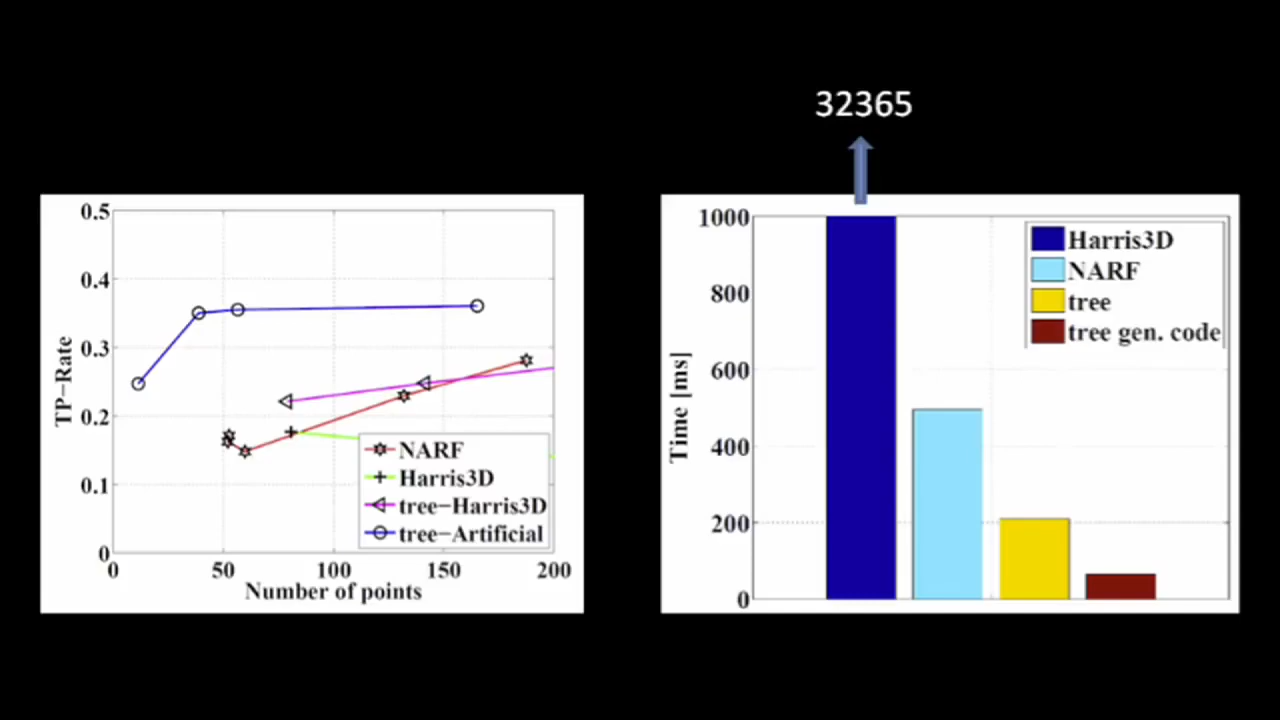 32365
0.5
0.4
0.3
0.2
0.1
0
TP-Rate
0 50 100 150 200
Number of points
NARF
Harris3D
tree-Harris3D
tree-Artificial
1000
800
600
400
200
0
Time [ms]
Harris3D
NARF
tree
tree gen. code